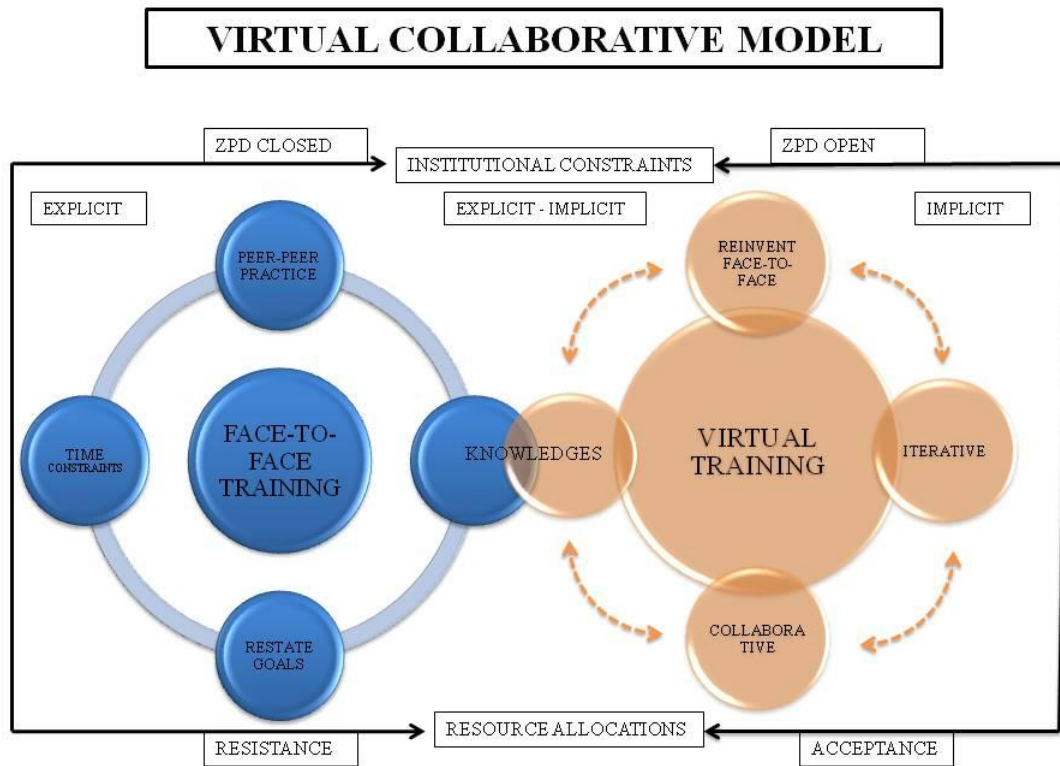 VIRTUAL COLLABORATIVE MODEL
ZPD CLOSED
ZPD OPEN
INSTITUTIONAL CONSTRAINTS
EXPLICIT
EXPLICIT - IMPLICIT
IMPLICIT
PEER-PEER
PRACTICE
REINVENT
FACE-TO-
FACE
TIME
CONSTRAINTS
FACE-TO-
FACE
TRAINING
KNOWLEDGES
VIRTUAL
TRAINING
ITERATIVE
RESTATE
GOALS
COLLABORA
TIVE
RESOURCE ALLOCATIONS
RESISTANCE
ACCEPTANCE